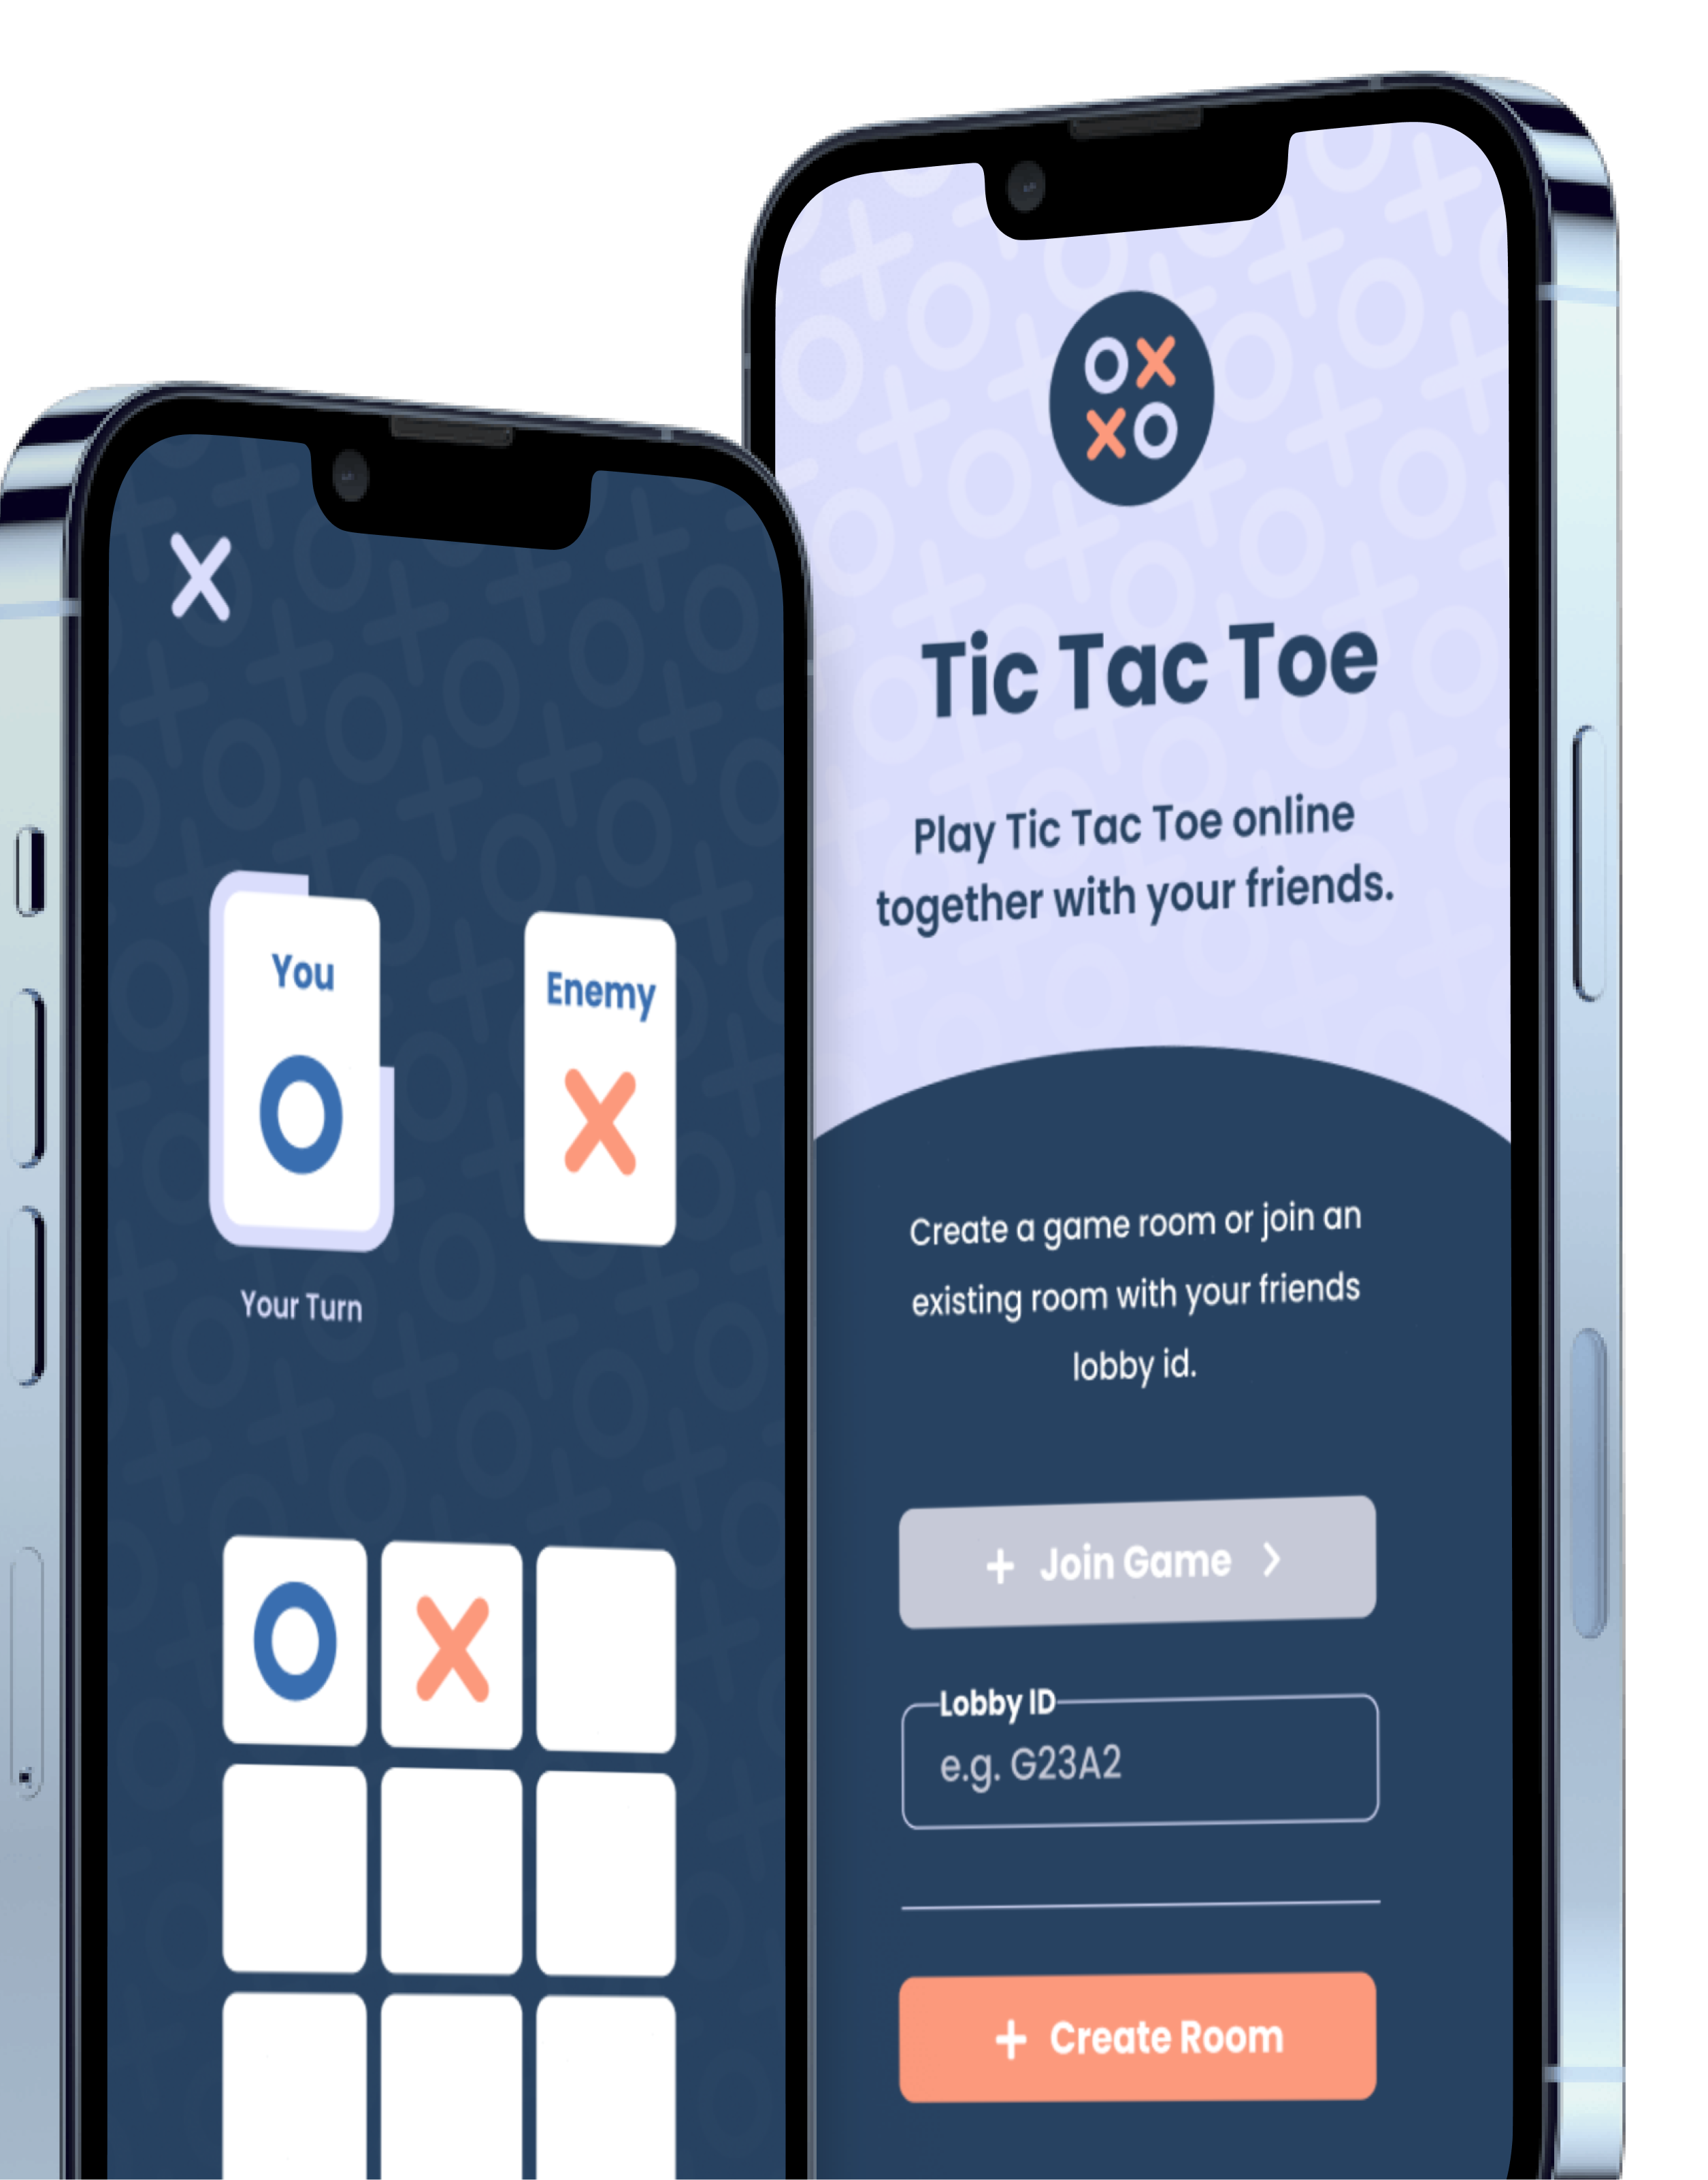 You
Enemy
O
X
Your Turn
O X
O X
X O
Tic Tac Toe
Play Tic Tac Toe online
together with your friends.
Create a game room or join an
existing room with your friends
lobby id.
+ Join Game >
Lobby ID
e.g. G23A2
+ Create Room